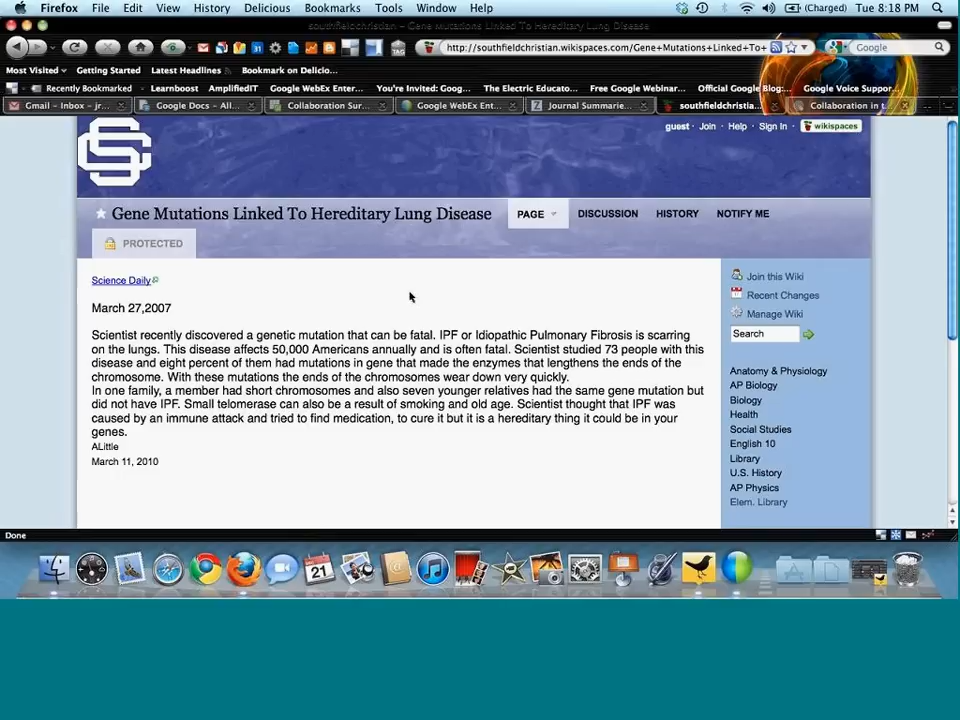 Firefox File Edit View History Delicious Bookmarks Tools Window Help (Charged) Tue 8:18 PM
southfieldchristian - Gene Mutations Linked To Hereditary Lung Disease
http://southfieldchristian.wikispaces.com/Gene+Mutations+Linked+To+ Google
Most Visited Getting Started Latest Headlines Bookmark on Delicio...
Recently Bookmarked Learnboost Google WebEx Enter... You're Invited: Goog... AmplifiedIT The Electric Educato... Free Google Webinar... Official Google Blog:... Google Voice Suppor...
Gmail - Inbox - jr... Google Docs - All... Collaboration Sur... Google WebEx Ent... Journal Summarie... southfieldchristia... Collaboration in t...
guest Join Help Sign In wikispaces
SC
Gene Mutations Linked To Hereditary Lung Disease PAGE DISCUSSION HISTORY NOTIFY ME
PROTECTED
Science Daily
March 27,2007
Scientist recently discovered a genetic mutation that can be fatal. IPF or Idiopathic Pulmonary Fibrosis is scarring
on the lungs. This disease affects 50,000 Americans annually and is often fatal. Scientist studied 73 people with this
disease and eight percent of them had mutations in gene that made the enzymes that lengthens the ends of the
chromosome. With these mutations the ends of the chromosomes wear down very quickly.
In one family, a member had short chromosomes and also seven younger relatives had the same gene mutation but
did not have IPF. Small telomerase can also be a result of smoking and old age. Scientist thought that IPF was
caused by an immune attack and tried to find medication, to cure it but it is a hereditary thing it could be in your
genes.
ALittle
March 11, 2010
Join this Wiki
Recent Changes
Manage Wiki
Search
Anatomy & Physiology
AP Biology
Biology
Health
Social Studies
English 10
Library
U.S. History
AP Physics
Elem. Library
Done
21